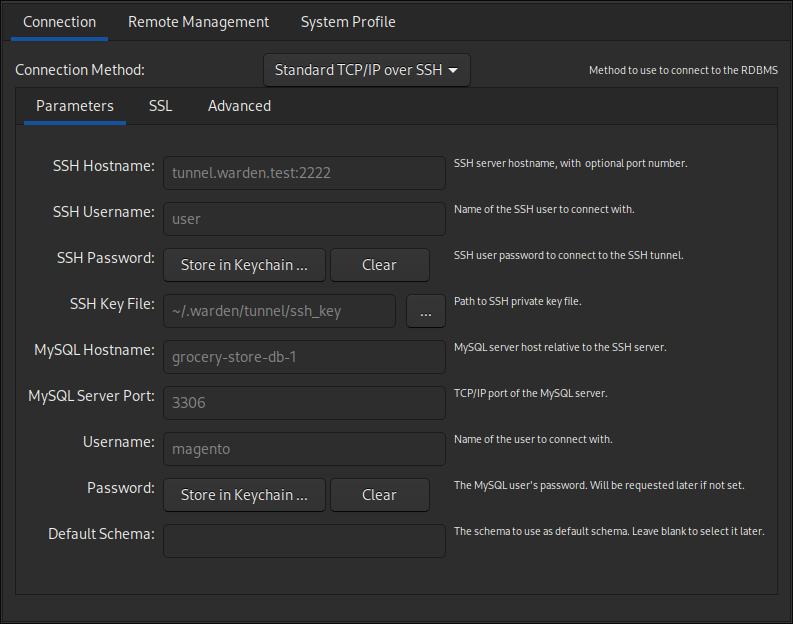 Connection Remote Management System Profile
Connection Method: Standard TCP/IP over SSH Method to use to connect to the RDBMS
Parameters SSL Advanced
SSH Hostname: tunnel.warden.test:2222 SSH server hostname, with optional port number.
SSH Username: user Name of the SSH user to connect with.
SSH Password: Store in Keychain ... Clear SSH user password to connect to the SSH tunnel.
SSH Key File: ~/.warden/tunnel/ssh_key ... Path to SSH private key file.
MySQL Hostname: grocery-store-db-1 MySQL server host relative to the SSH server.
MySQL Server Port: 3306 TCP/IP port of the MySQL server.
Username: magento Name of the user to connect with.
Password: Store in Keychain ... Clear The MySQL user's password. Will be requested later if not set.
Default Schema: The schema to use as default schema. Leave blank to select it later.